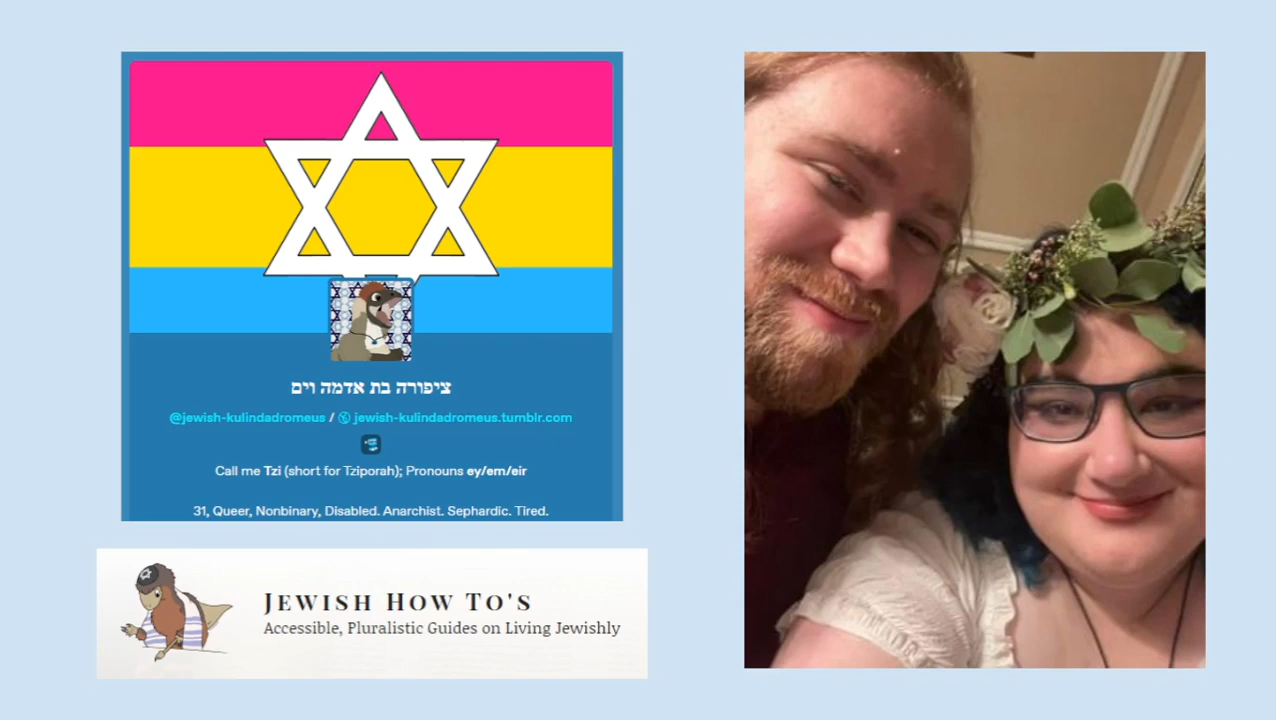 ציפורה בת אדמה וים
@jewish-kulindadromeus / jewish-kulindadromeus.tumblr.com
Call me Tzi (short for Tziporah); Pronouns ey/em/eir
31, Queer, Nonbinary, Disabled. Anarchist. Sephardic. Tired.
Jewish How To's
Accessible, Pluralistic Guides on Living Jewishly